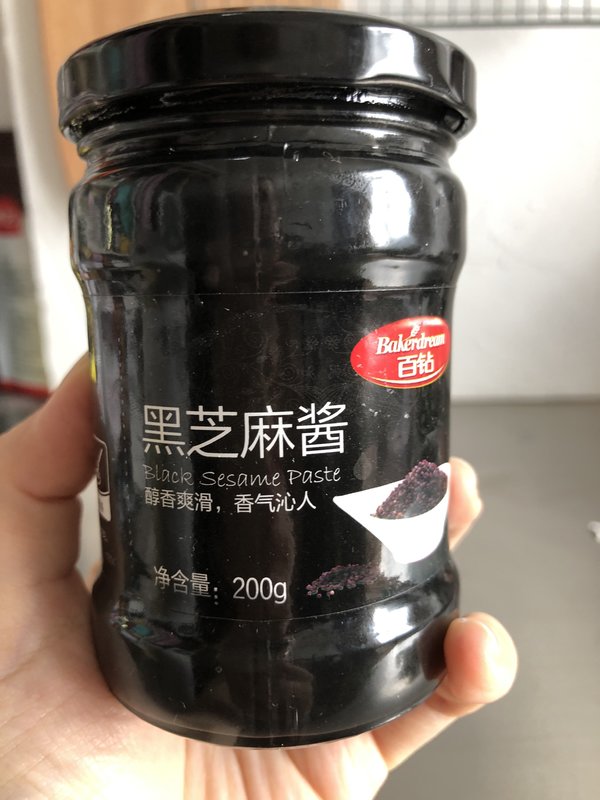 Bakerdream
百钻
黑芝麻酱
Black Sesame Paste
醇香爽滑，香气沁人
净含量：200g